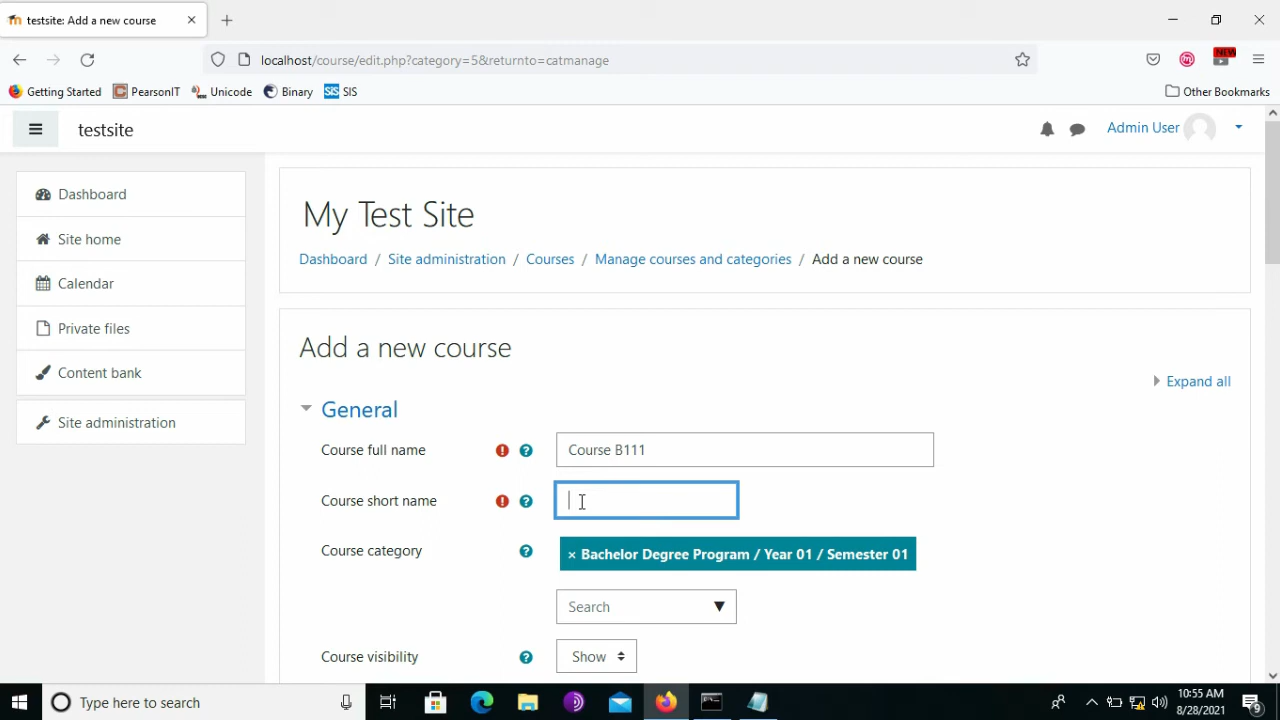 testsite: Add a new course
localhost/course/edit.php?category=5&returnto=catmanage
NEW
Getting Started
PearsonIT
Unicode
Binary
SIS SIS
Other Bookmarks
testsite
Admin User
Dashboard
Site home
Calendar
Private files
Content bank
Site administration
My Test Site
Dashboard / Site administration / Courses / Manage courses and categories / Add a new course
Add a new course
Expand all
General
Course full name
Course B111
Course short name
Course category
× Bachelor Degree Program / Year 01 / Semester 01
Search
Course visibility
Show
Type here to search
10:55 AM
8/28/2021
9